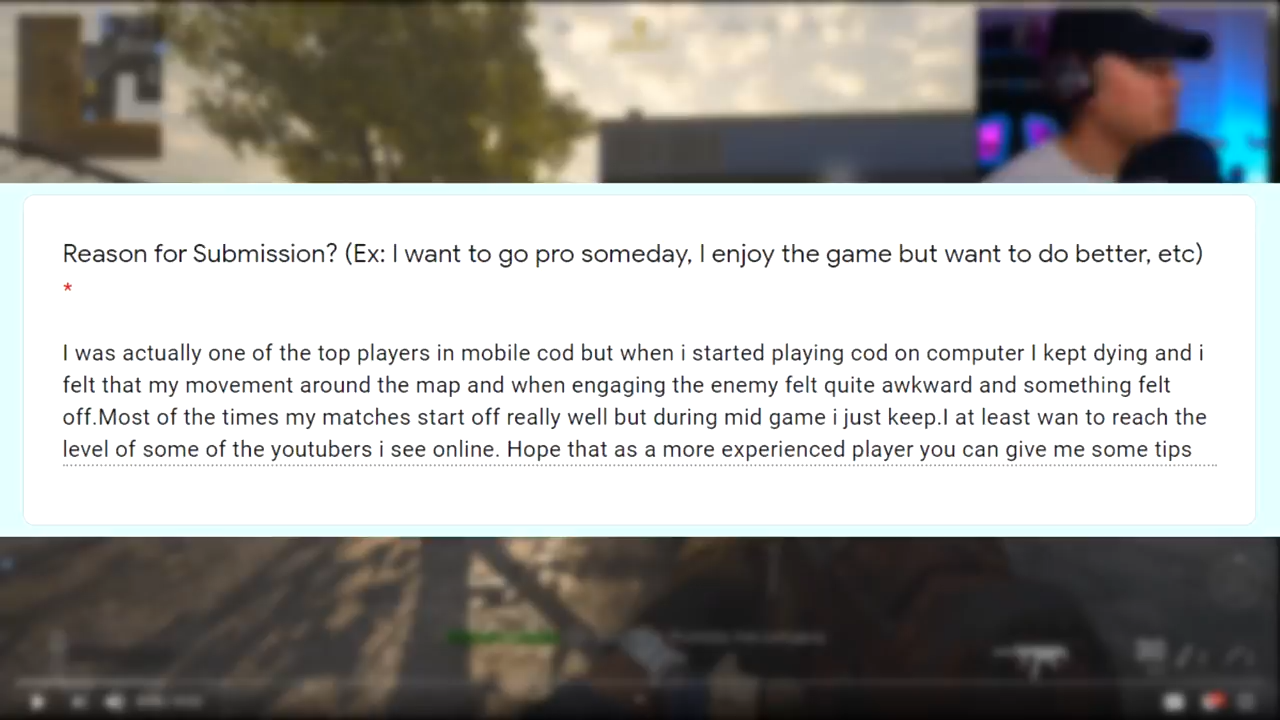 Reason for Submission? (Ex: I want to go pro someday, I enjoy the game but want to do better, etc)
*
I was actually one of the top players in mobile cod but when i started playing cod on computer I kept dying and i
felt that my movement around the map and when engaging the enemy felt quite awkward and something felt
off.Most of the times my matches start off really well but during mid game i just keep.I at least wan to reach the
level of some of the youtubers i see online. Hope that as a more experienced player you can give me some tips